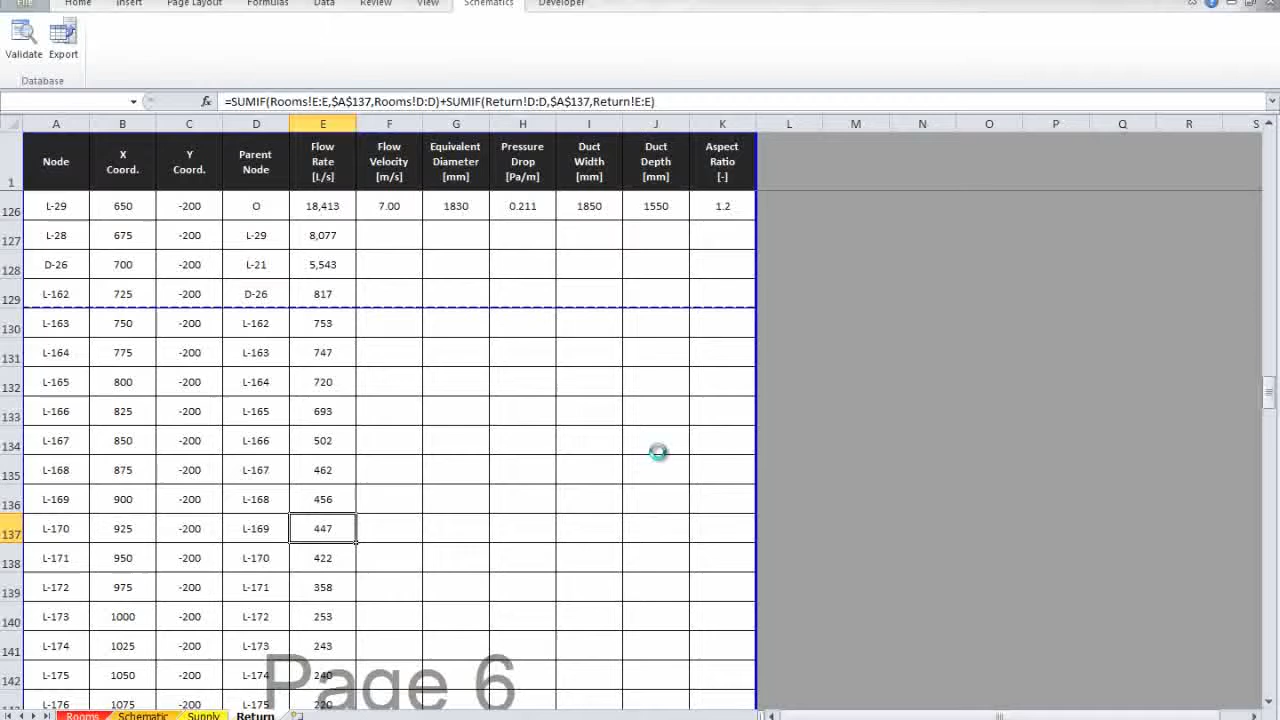 File Home Insert Page Layout Formulas Data Review View Schematics Developer
Validate Export
Database
fx =SUMIF(Rooms!E:E,$A$137,Rooms!D:D)+SUMIF(Return!D:D,$A$137,Return!E:E)
A B C D E F G H I J K L M N O P Q R S
1 Node X Coord. Y Coord. Parent Node Flow Rate [L/s] Flow Velocity [m/s] Equivalent Diameter [mm] Pressure Drop [Pa/m] Duct Width [mm] Duct Depth [mm] Aspect Ratio [-]
126 L-29 650 -200 O 18,413 7.00 1830 0.211 1850 1550 1.2
127 L-28 675 -200 L-29 8,077
128 D-26 700 -200 L-21 5,543
129 L-162 725 -200 D-26 817
130 L-163 750 -200 L-162 753
131 L-164 775 -200 L-163 747
132 L-165 800 -200 L-164 720
133 L-166 825 -200 L-165 693
134 L-167 850 -200 L-166 502
135 L-168 875 -200 L-167 462
136 L-169 900 -200 L-168 456
137 L-170 925 -200 L-169 447
138 L-171 950 -200 L-170 422
139 L-172 975 -200 L-171 358
140 L-173 1000 -200 L-172 253
141 L-174 1025 -200 L-173 243
142 L-175 1050 -200 L-174 240
L-176 1075 -200 L-175 220
Page 6
Rooms Schematic Supply Return